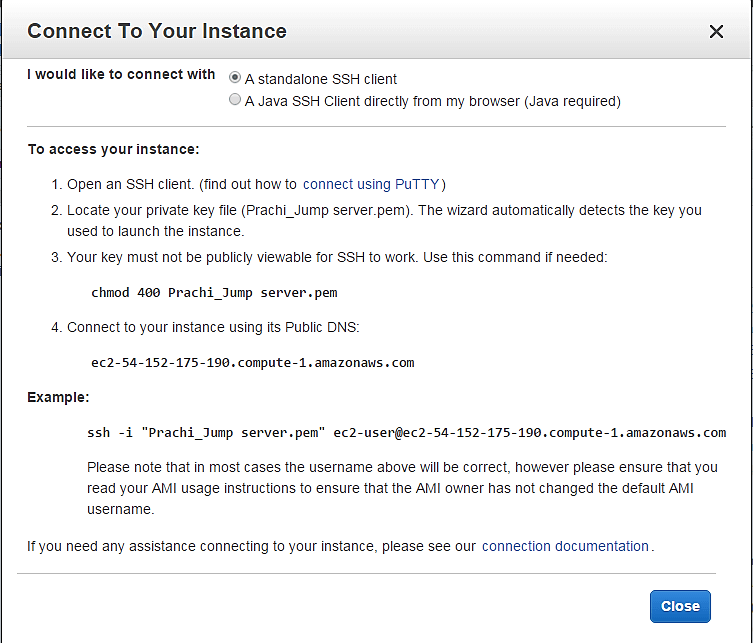 Connect To Your Instance
I would like to connect with
A standalone SSH client
A Java SSH Client directly from my browser (Java required)
To access your instance:
1. Open an SSH client. (find out how to connect using PuTTY)
2. Locate your private key file (Prachi_Jump server.pem). The wizard automatically detects the key you
used to launch the instance.
3. Your key must not be publicly viewable for SSH to work. Use this command if needed:
chmod 400 Prachi_Jump server.pem
4. Connect to your instance using its Public DNS:
ec2-54-152-175-190.compute-1.amazonaws.com
Example:
ssh -i "Prachi_Jump server.pem" ec2-user@ec2-54-152-175-190.compute-1.amazonaws.com
Please note that in most cases the username above will be correct, however please ensure that you
read your AMI usage instructions to ensure that the AMI owner has not changed the default AMI
username.
If you need any assistance connecting to your instance, please see our connection documentation.
Close